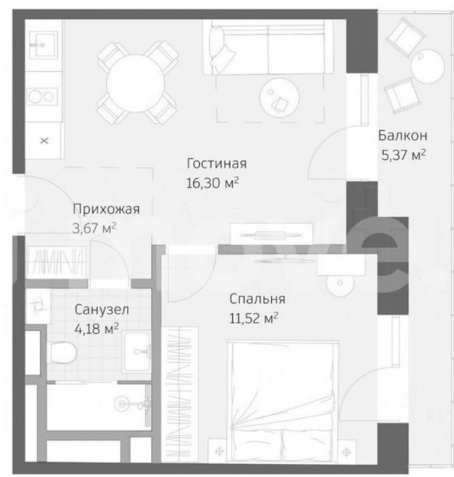 Балкон
5,37 м²
Гостиная
16,30 м²
Прихожая
3,67 м²
Санузел
4,18 м²
Спальня
11,52 м²
X